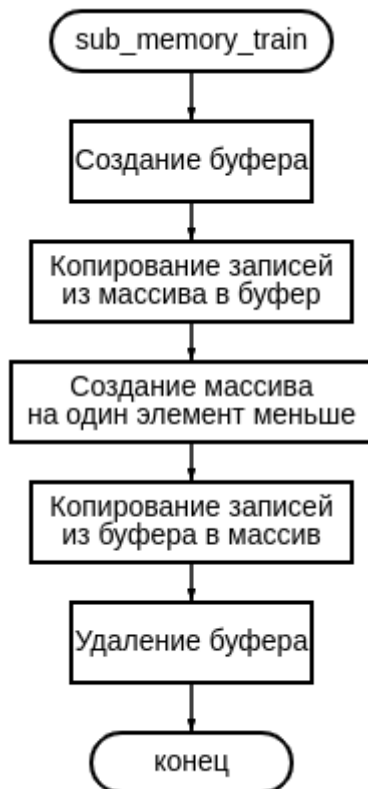 sub_memory_train
Создание буфера
Копирование записей
из массива в буфер
Создание массива
на один элемент меньше
Копирование записей
из буфера в массив
Удаление буфера
конец